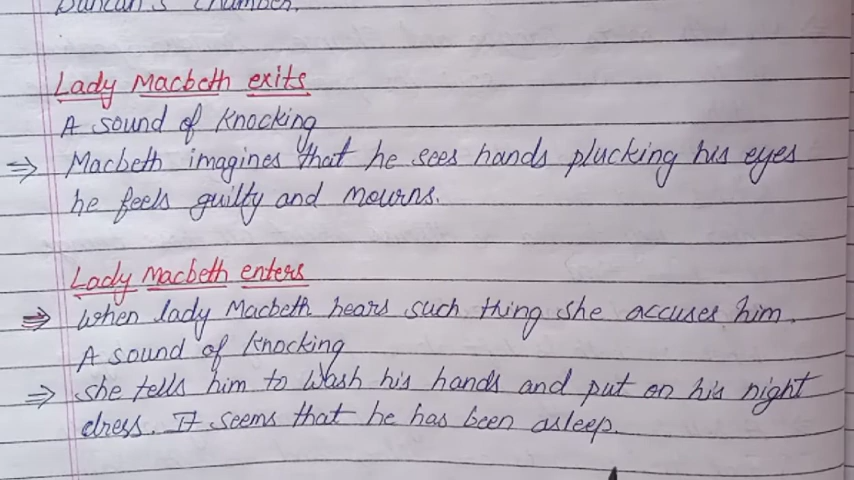 Duncan's Chamber.
Lady Macbeth exits
A sound of Knocking
⇒ Macbeth imagines that he sees hands plucking his eyes
he feels guilty and mourns.
Lady Macbeth enters
⇒ When lady Macbeth hears such thing she accuses him.
A sound of Knocking
⇒ She tells him to Wash his hands and put on his night
dress. It seems that he has been asleep.